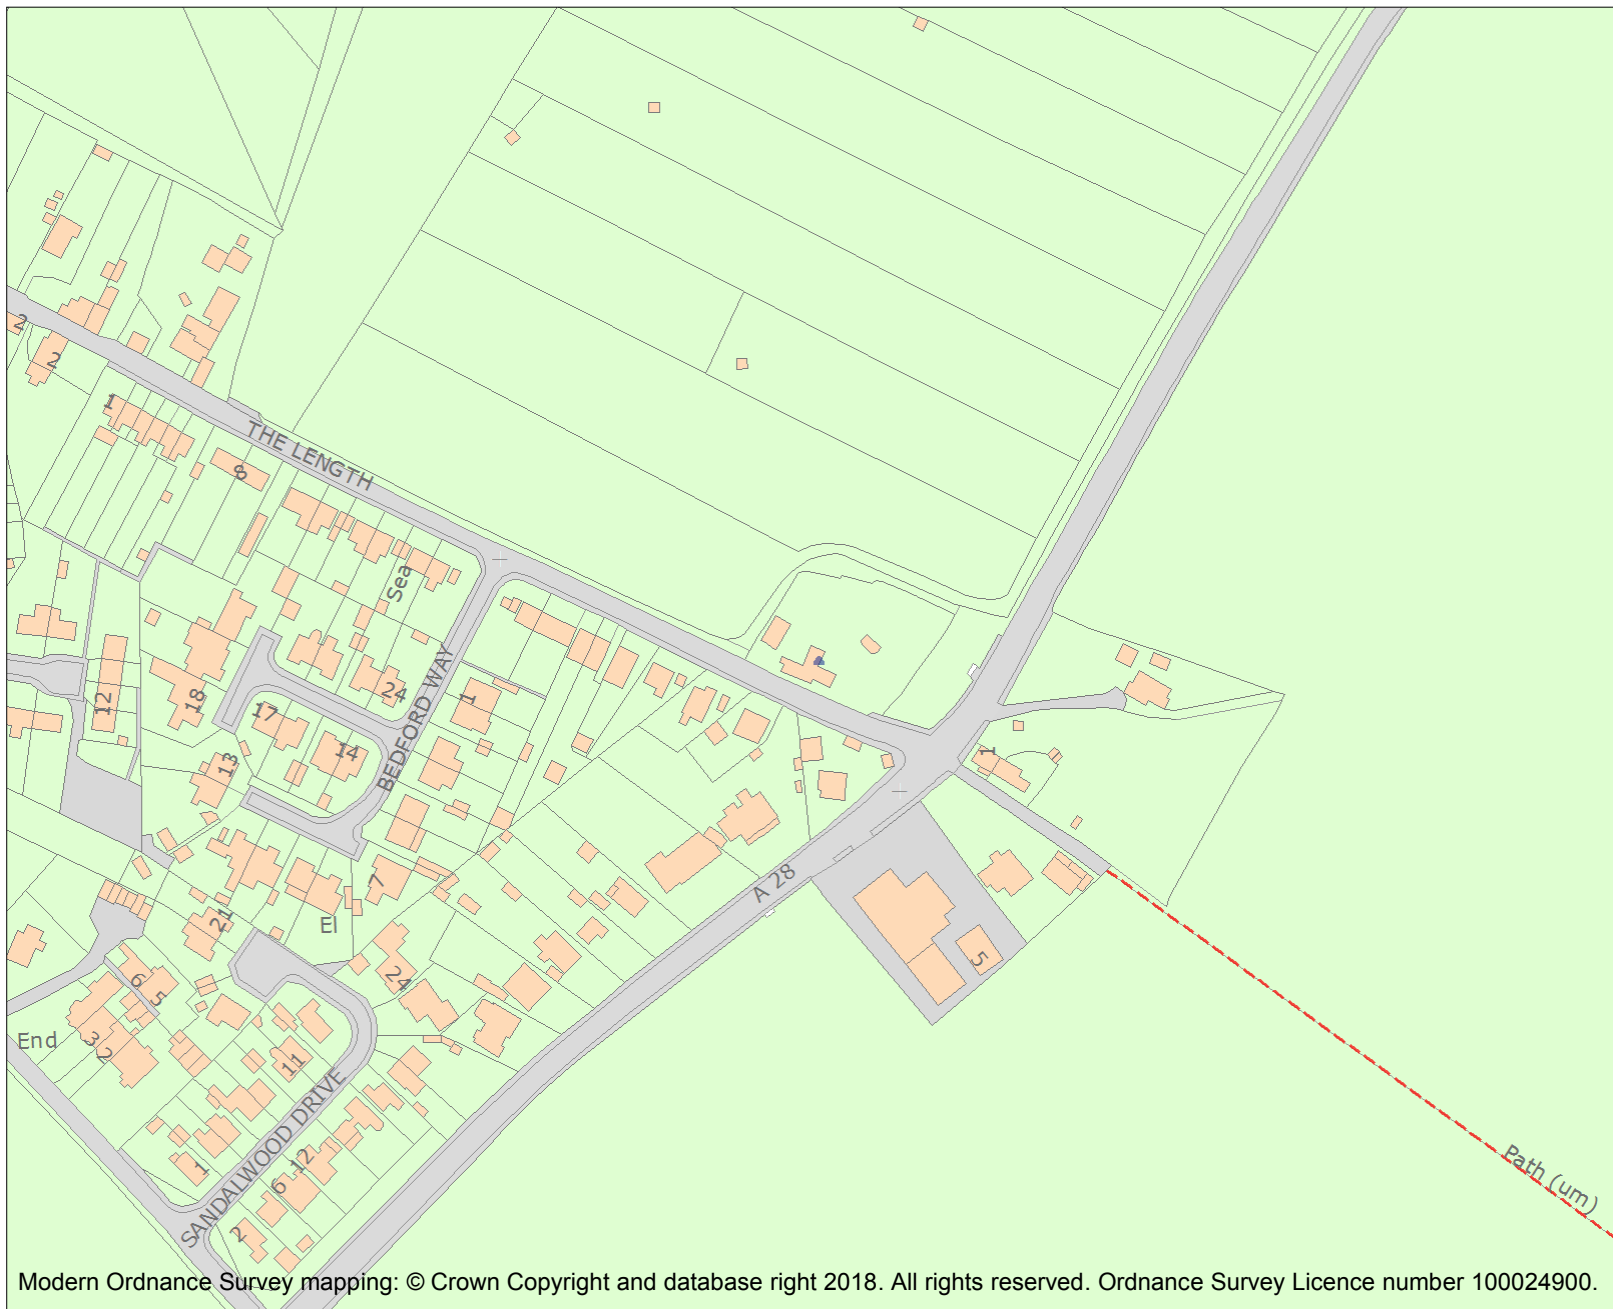 2
2
1
THE LENGTH
8
Sea
24
BEDFORD WAY
1
12
18
17
14
13
1
A 28
7
21
El
24
5
6
5
End
3
2
11
SANDALWOOD DRIVE
1
12
6
2
Path (um)
Modern Ordnance Survey mapping: © Crown Copyright and database right 2018. All rights reserved. Ordnance Survey Licence number 100024900.